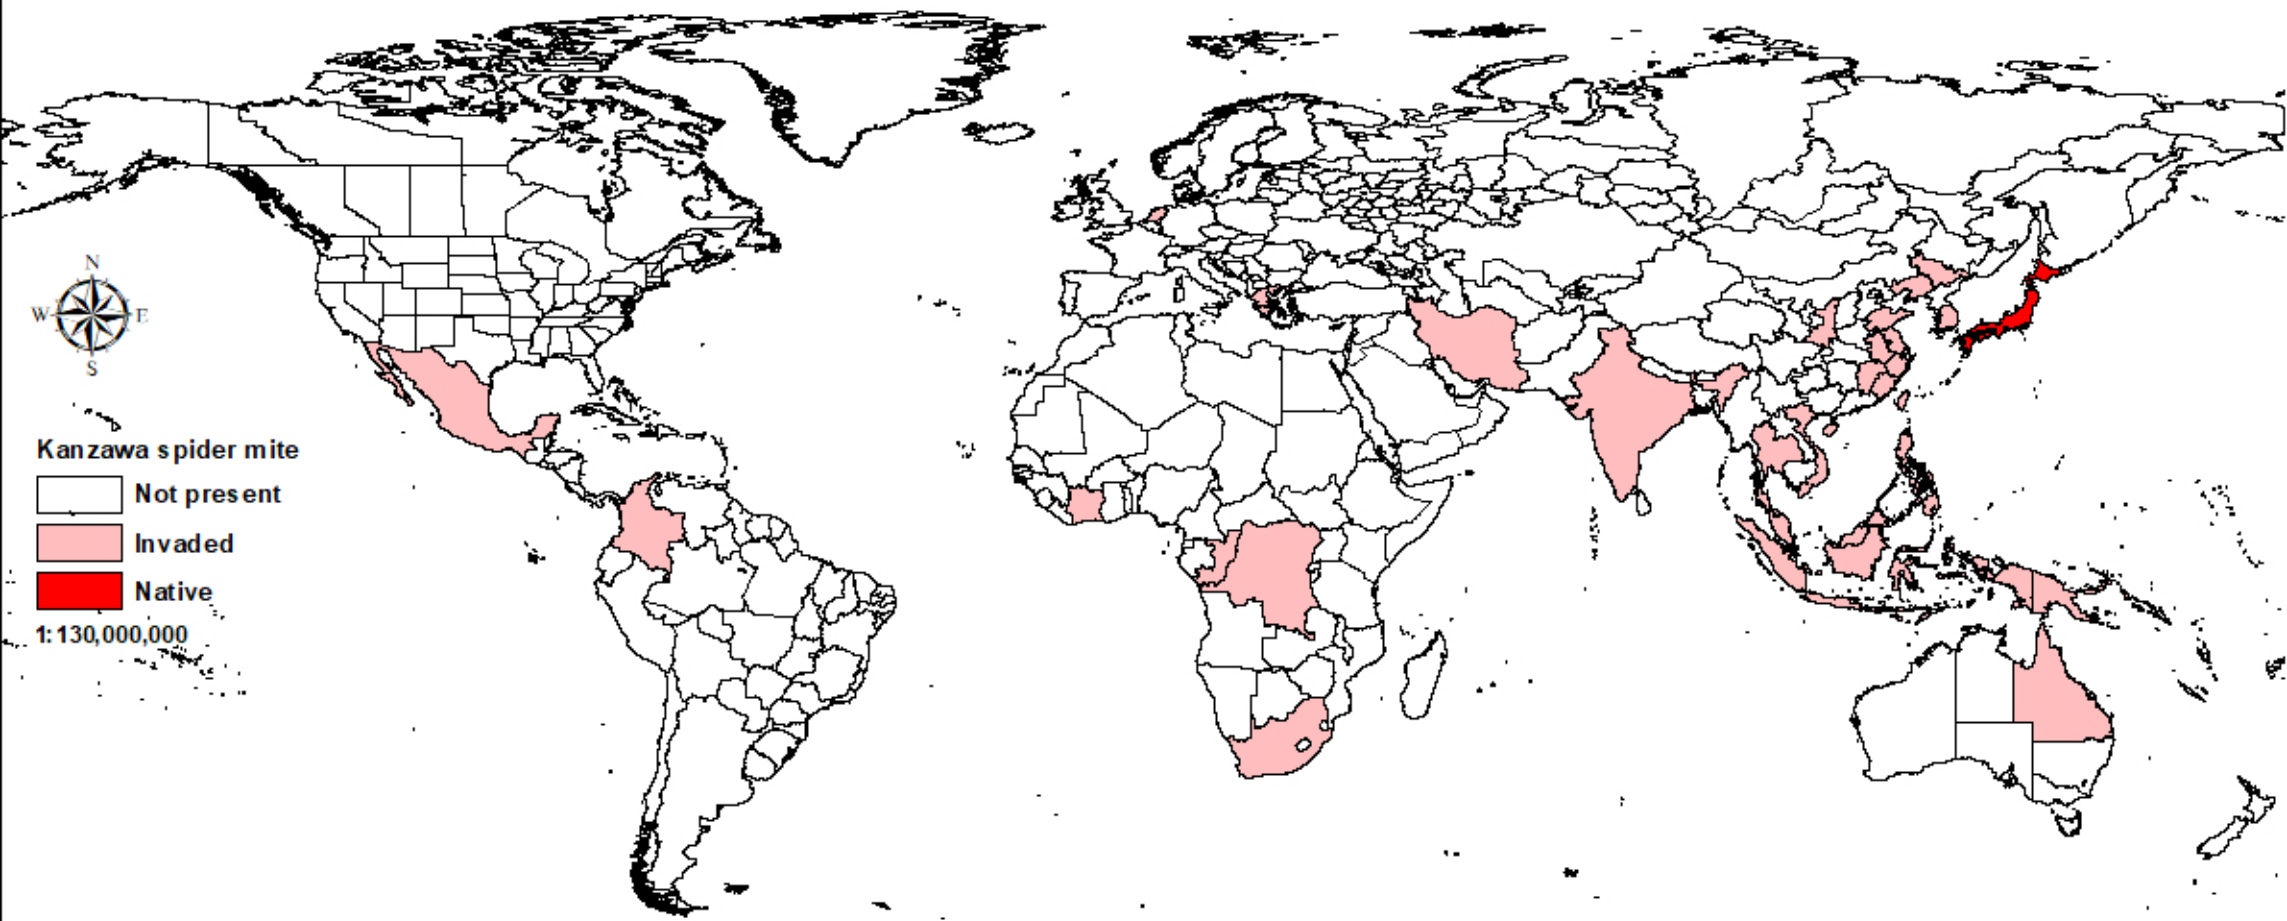 N
W E
S
Kanzawa spider mite
Not present
Invaded
Native
1:130,000,000